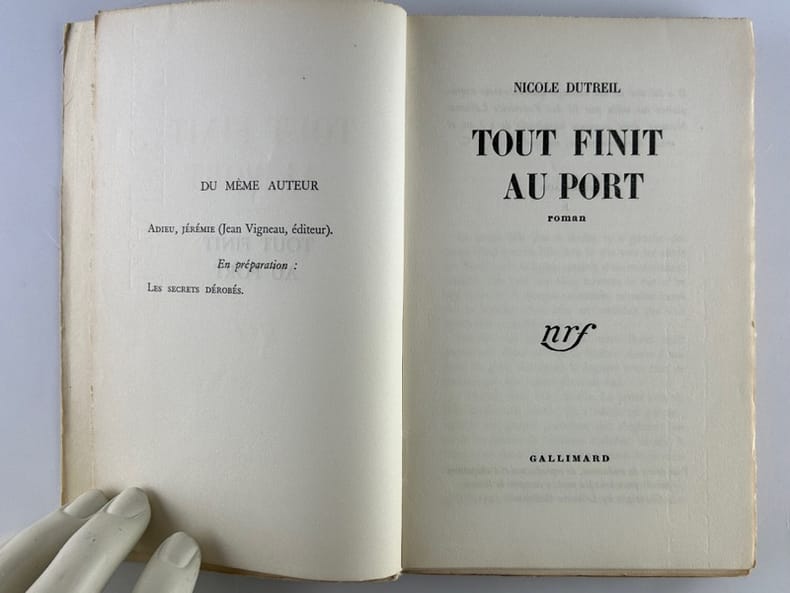 DU MÊME AUTEUR
ADIEU, JÉRÉMIE (Jean Vigneau, éditeur).
En préparation :
LES SECRETS DÉROBÉS.
NICOLE DUTREIL
TOUT FINIT
AU PORT
roman
nrf
GALLIMARD